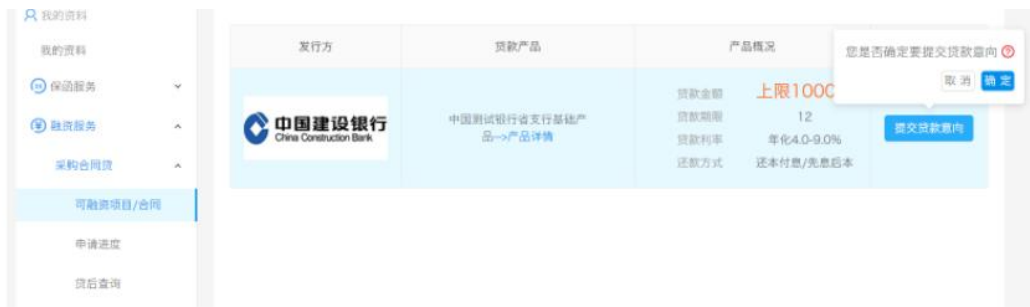 我的资料
我的资料
保函服务
融资服务
采购合同贷
可融资项目/合同
申请进度
贷后查询
发行方
贷款产品
产品概况
您是否确定要提交贷款意向
取消
确定
中国建设银行
China Construction Bank
中国测试银行省支行基础产
品-->产品详情
贷款金额 上限1000
贷款期限 12
贷款利率 年化4.0-9.0%
还款方式 还本付息/先息后本
提交贷款意向